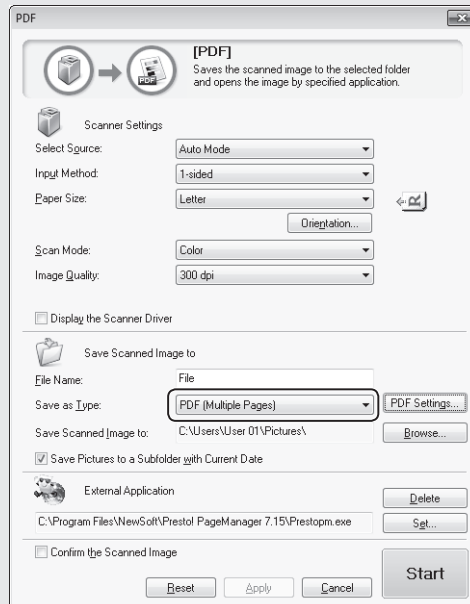 PDF
[PDF]
Saves the scanned image to the selected folder
and opens the image by specified application.
PDF
Scanner Settings
Select Source: Auto Mode
Input Method: 1-sided
Paper Size: Letter
R
Orientation...
Scan Mode: Color
Image Quality: 300 dpi
Display the Scanner Driver
Save Scanned Image to
File Name: File
Save as Type: PDF (Multiple Pages) PDF Settings...
Save Scanned Image to: C:\Users\User 01\Pictures\ Browse...
Save Pictures to a Subfolder with Current Date
External Application
Delete
C:\Program Files\NewSoft\Presto! PageManager 7.15\Prestopm.exe Set...
Confirm the Scanned Image
Start
Reset Apply Cancel